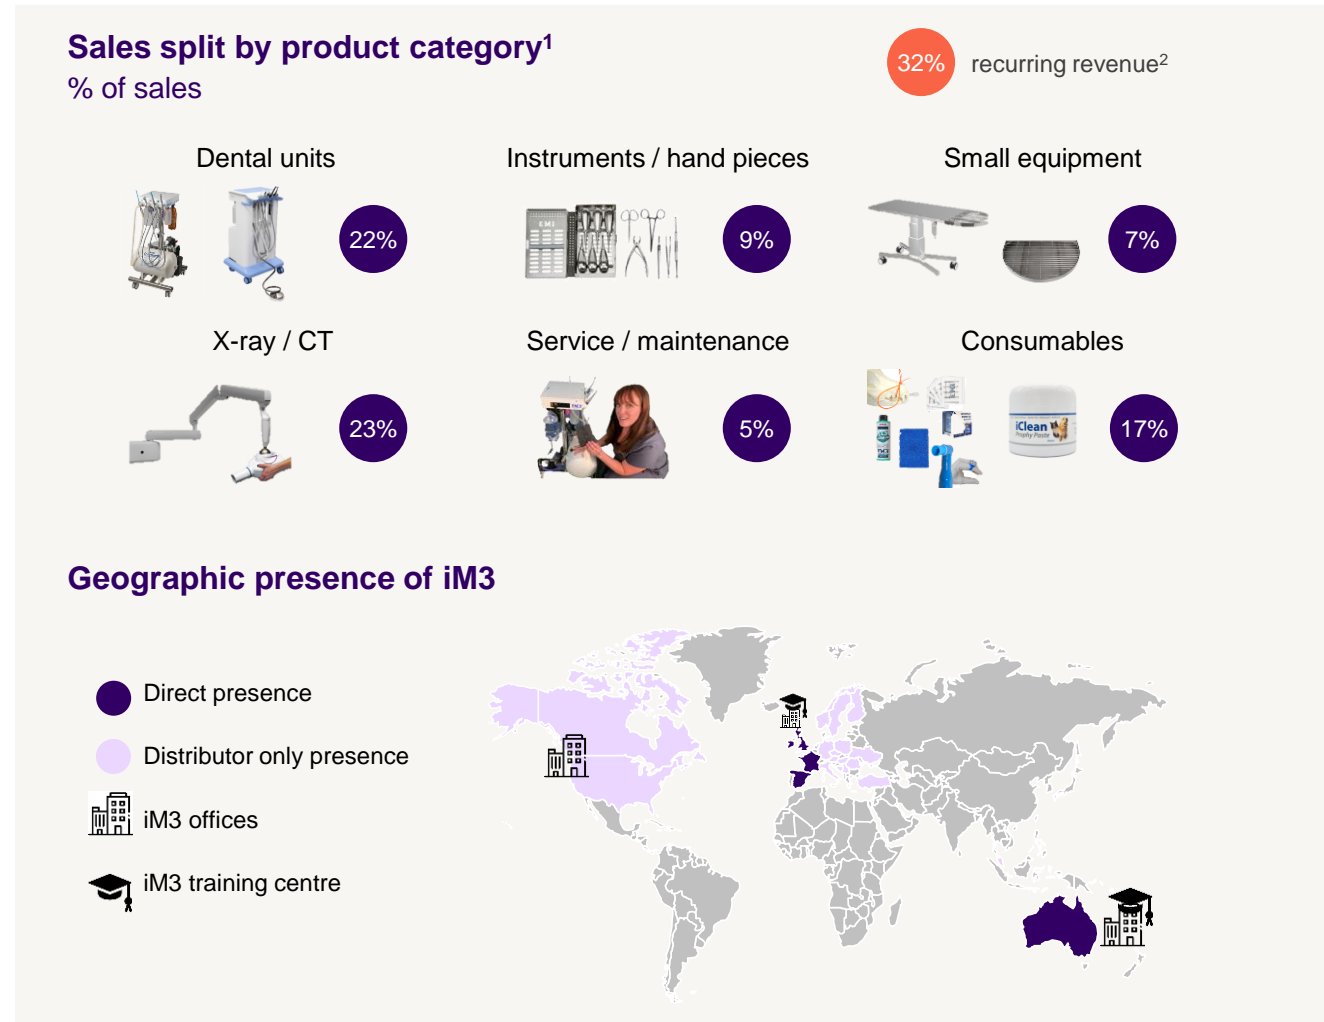 Sales split by product category1
% of sales
32% recurring revenue2
Dental units
22%
Instruments / hand pieces
9%
Small equipment
7%
X-ray / CT
23%
Service / maintenance
5%
Consumables
iClean
Prophy Paste
17%
Geographic presence of iM3
Direct presence
Distributor only presence
iM3 offices
iM3 training centre